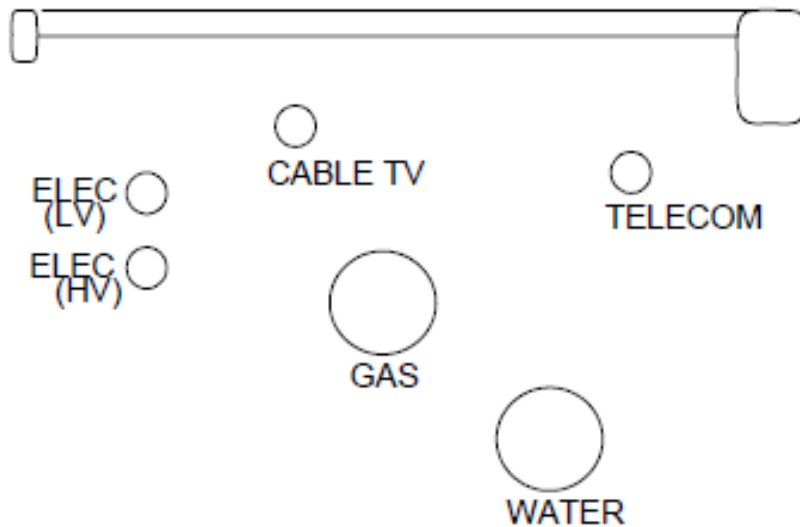 CABLE TV
ELEC
(LV)
TELECOM
ELEC
(HV)
GAS
WATER